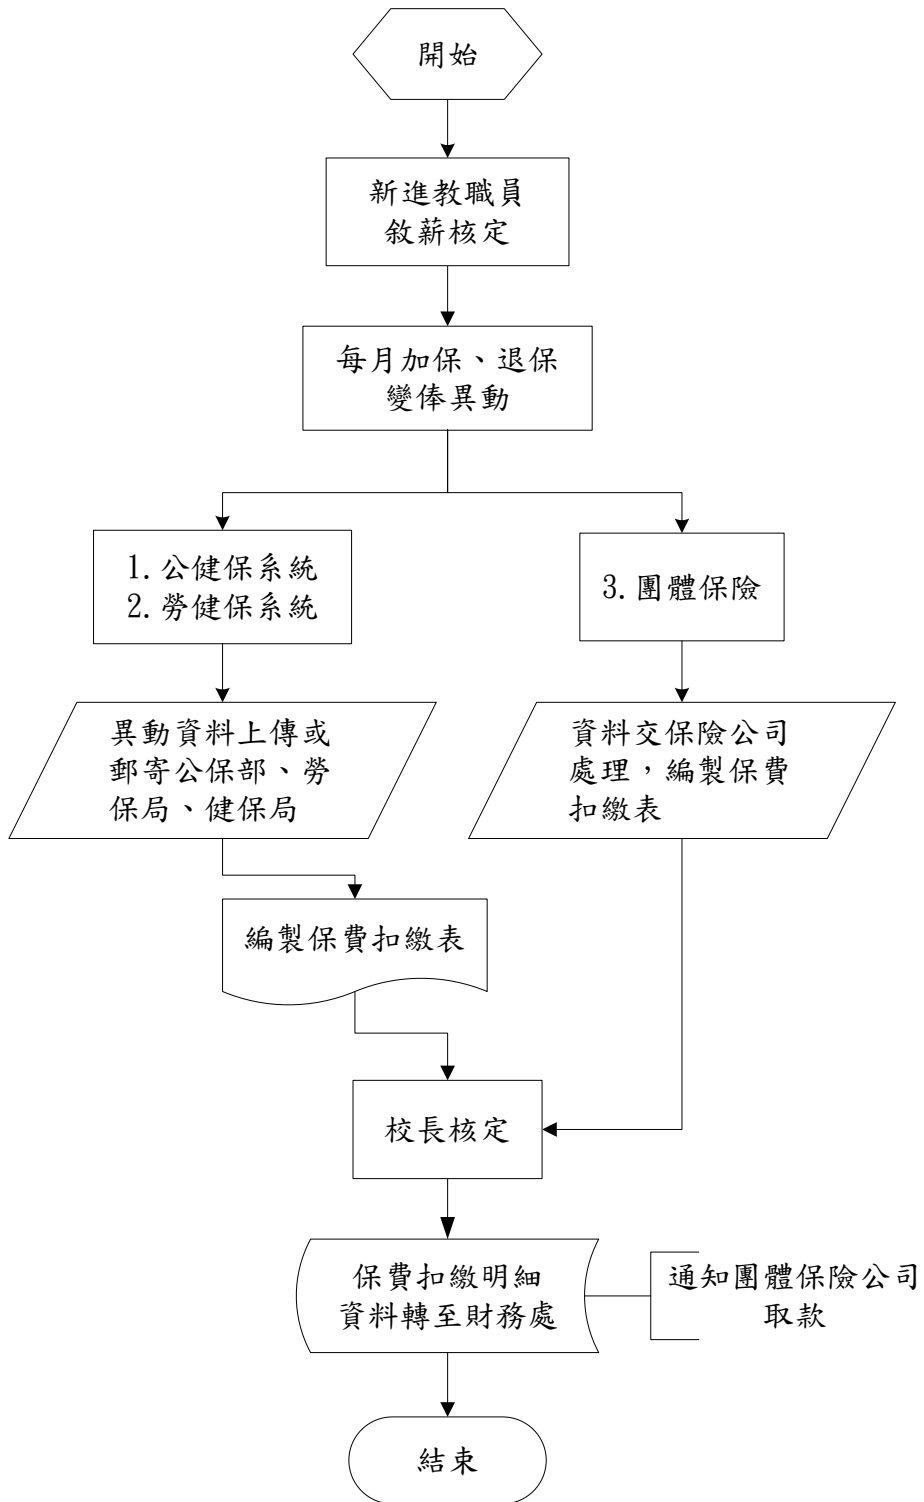 開始
新進教職員
敘薪核定
每月加保、退保
變俸異動
1.公健保系統
2.勞健保系統
3.團體保險
異動資料上傳或
郵寄公保部、勞
保局、健保局
資料交保險公司
處理，編製保費
扣繳表
編製保費扣繳表
校長核定
保費扣繳明細
資料轉至財務處
通知團體保險公司
取款
結束